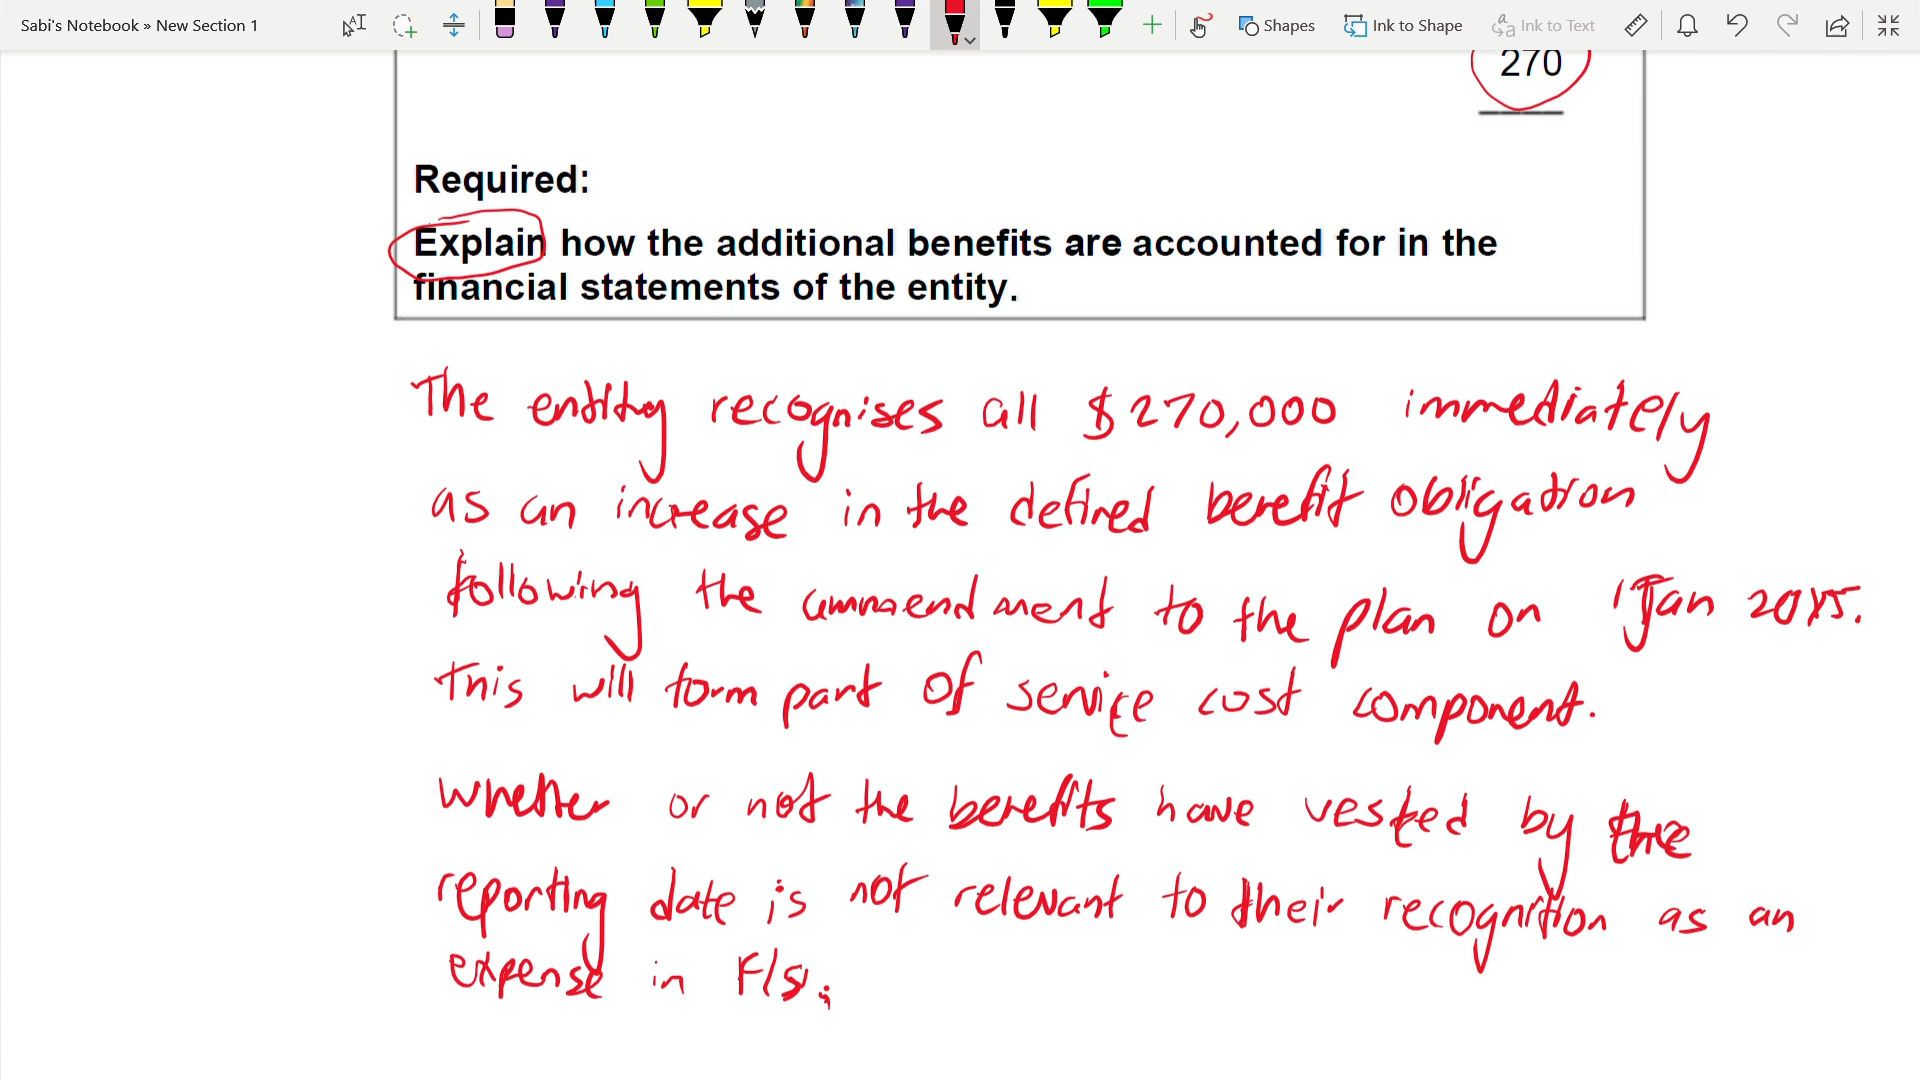 Sabi's Notebook » New Section 1
Shapes
Ink to Shape
Ink to Text
270
Required:
Explain how the additional benefits are accounted for in the
financial statements of the entity.
The entity recognises all $270,000 immediately
as an increase in the defined benefit obligation
following the ammendment to the plan on 1 Jan 20X5.
This will form part of service cost component.
Whether or not the benefits have vested by the
reporting date is not relevant to their recognition as an
expense in F/S.